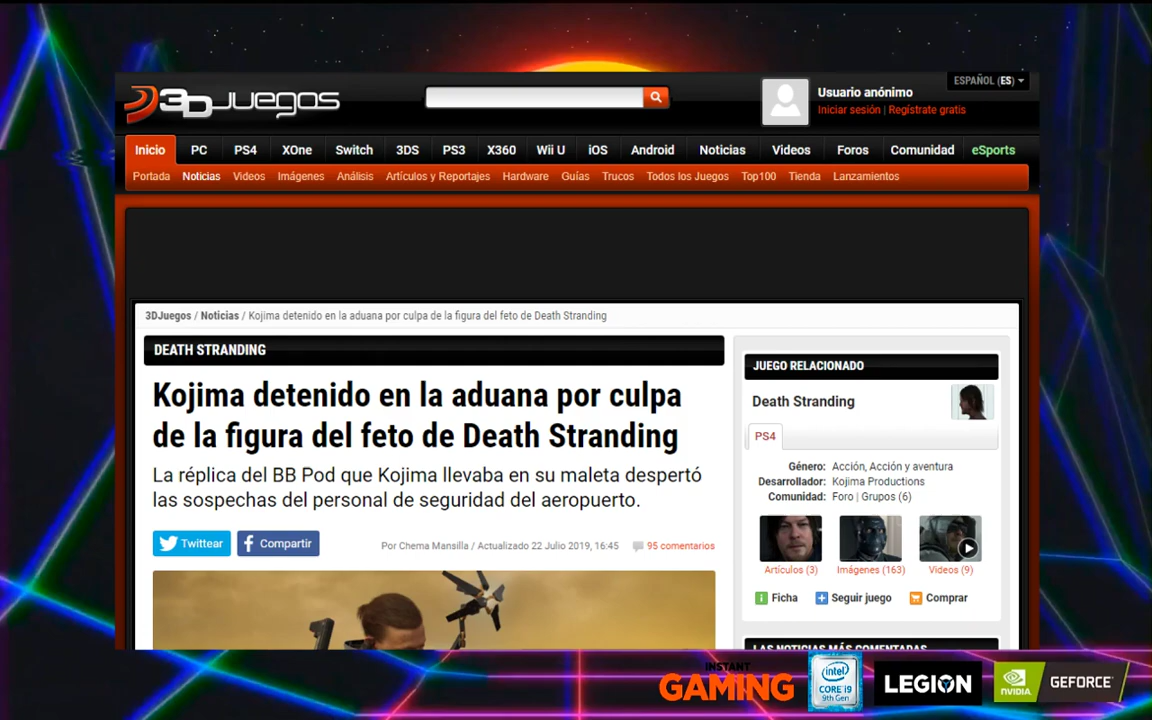 3DJuegos
ESPAÑOL (ES)
Usuario anónimo
Iniciar sesión | Regístrate gratis
Inicio PC PS4 XOne Switch 3DS PS3 X360 Wii U iOS Android Noticias Videos Foros Comunidad eSports
Portada Noticias Videos Imágenes Análisis Artículos y Reportajes Hardware Guías Trucos Todos los Juegos Top100 Tienda Lanzamientos
3DJuegos / Noticias / Kojima detenido en la aduana por culpa de la figura del feto de Death Stranding
DEATH STRANDING
Kojima detenido en la aduana por culpa
de la figura del feto de Death Stranding
La réplica del BB Pod que Kojima llevaba en su maleta despertó
las sospechas del personal de seguridad del aeropuerto.
Twittear Compartir
Por Chema Mansilla / Actualizado 22 Julio 2019, 16:45 95 comentarios
JUEGO RELACIONADO
Death Stranding
PS4
Género: Acción, Acción y aventura
Desarrollador: Kojima Productions
Comunidad: Foro | Grupos (6)
Artículos (3) Imágenes (163) Videos (9)
Ficha Seguir juego Comprar
LAS NOTICIAS MÁS COMENTADAS
INSTANT
GAMING
intel
CORE i9
9th Gen
LEGION
NVIDIA
GEFORCE